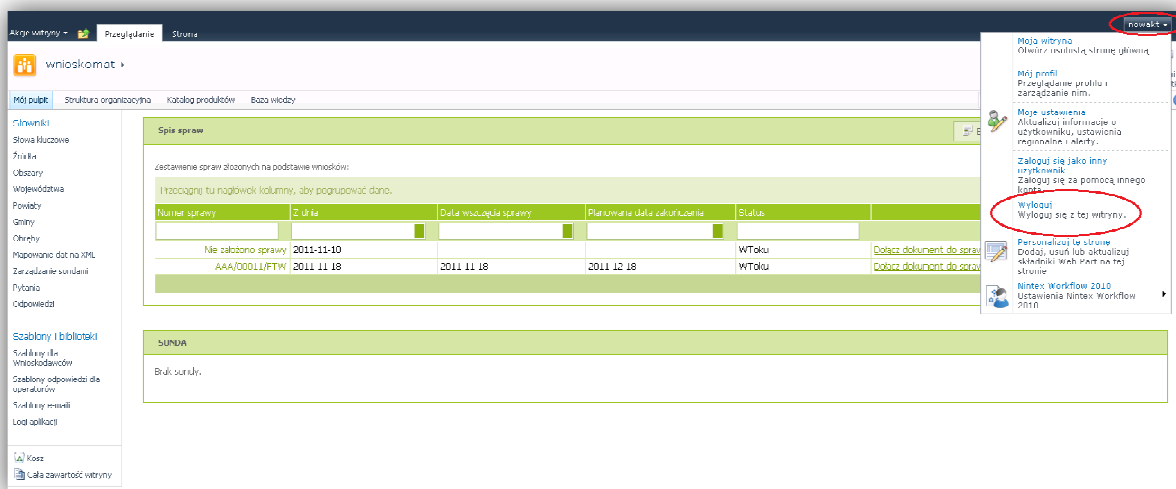 Akcje witryny
Przeglądanie
Strona
nowakt
wnioskomat
Mój pulpit
Struktura organizacyjna
Katalog produktów
Baza wiedzy
Słowniki
Słowa kluczowe
Źródła
Obszary
Województwa
Powiaty
Gminy
Obręby
Mapowanie dat na XML
Zarządzanie sondami
Pytania
Odpowiedzi
Szablony i biblioteki
Szablony dla
Wnioskodawców
Szablony odpowiedzi dla
operatorów
Szablony e-maili
Logi aplikacji
Kosz
Cała zawartość witryny
Spis spraw
Zestawienie spraw złożonych na podstawie wniosków:
Przeciągnij tu nagłówek kolumny, aby pogrupować dane.
Numer sprawy
Z dnia
Data wszczęcia sprawy
Planowana data zakończenia
Status
Nie założono sprawy
2011-11-10
WToku
Dołącz dokument do spraw
AAA/00011/FTW
2011-11-18
2011-11-18
2011-12-18
WToku
Dołącz dokument do spraw
SONDA
Brak sondy.
Moja witryna
Otwórz osobistą stronę główną
Mój profil
Przeglądanie profilu i
zarządzanie nim.
Moje ustawienia
Aktualizuj informacje o
użytkowniku, ustawienia
regionalne i alerty.
Zaloguj się jako inny
użytkownik
Zaloguj się za pomocą innego
konta.
Wyloguj
Wyloguj się z tej witryny.
Personalizuj tę stronę
Dodaj, usuń lub aktualizuj
składniki Web Part na tej
stronie
Nintex Workflow 2010
Ustawienia Nintex Workflow
2010